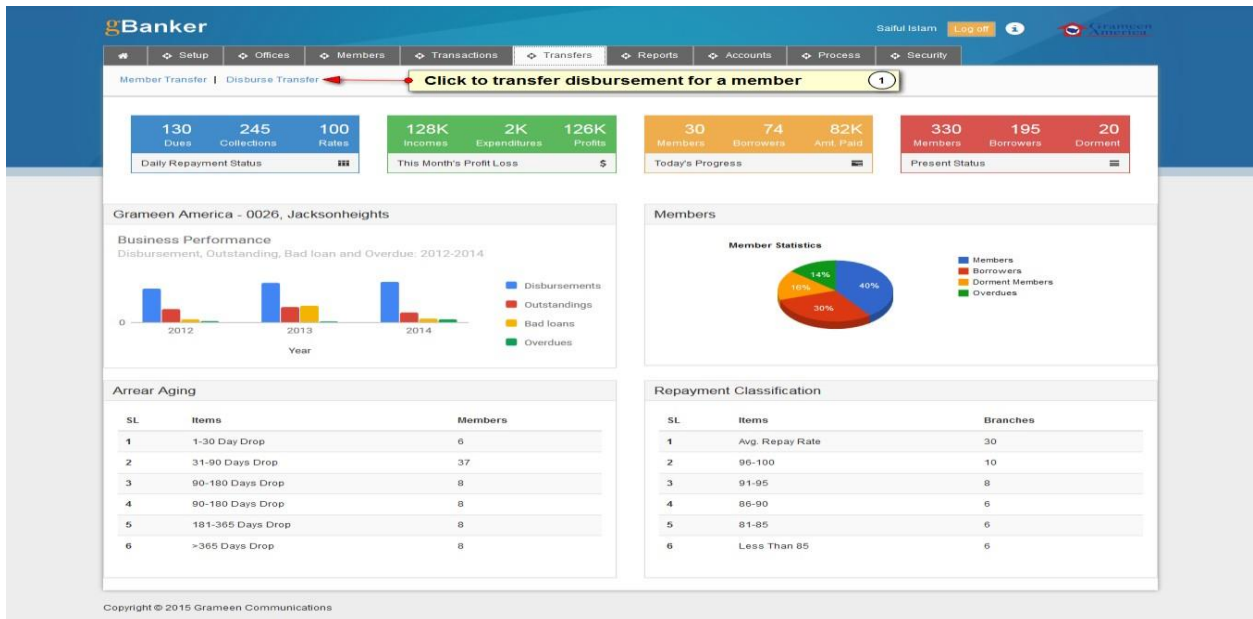 gBanker
Saiful Islam Log off
Grameen America
Setup Offices Members Transactions Transfers Reports Accounts Process Security
Member Transfer | Disburse Transfer Click to transfer disbursement for a member 1
130 245 100 128K 2K 126K 30 74 82K 330 195 20
Dues Collections Rates Incomes Expenditures Profits Members Borrowers Amt. Paid Members Borrowers Dorment
Daily Repayment Status This Month's Profit Loss $ Today's Progress Present Status
Grameen America - 0026, Jacksonheights
Business Performance
Disbursement, Outstanding, Bad loan and Overdue: 2012-2014
Disbursements
Outstandings
Bad loans
Overdues
0
2012 2013 2014
Year
Members
Member Statistics
14% 40%
16%
30%
Members
Borrowers
Dorment Members
Overdues
Arrear Aging
SL Items Members
1 1-30 Day Drop 6
2 31-90 Days Drop 37
3 90-180 Days Drop 8
4 90-180 Days Drop 8
5 181-365 Days Drop 8
6 >365 Days Drop 8
Repayment Classification
SL Items Branches
1 Avg. Repay Rate 30
2 96-100 10
3 91-95 8
4 86-90 6
5 81-85 6
6 Less Than 85 6
Copyright © 2015 Grameen Communications